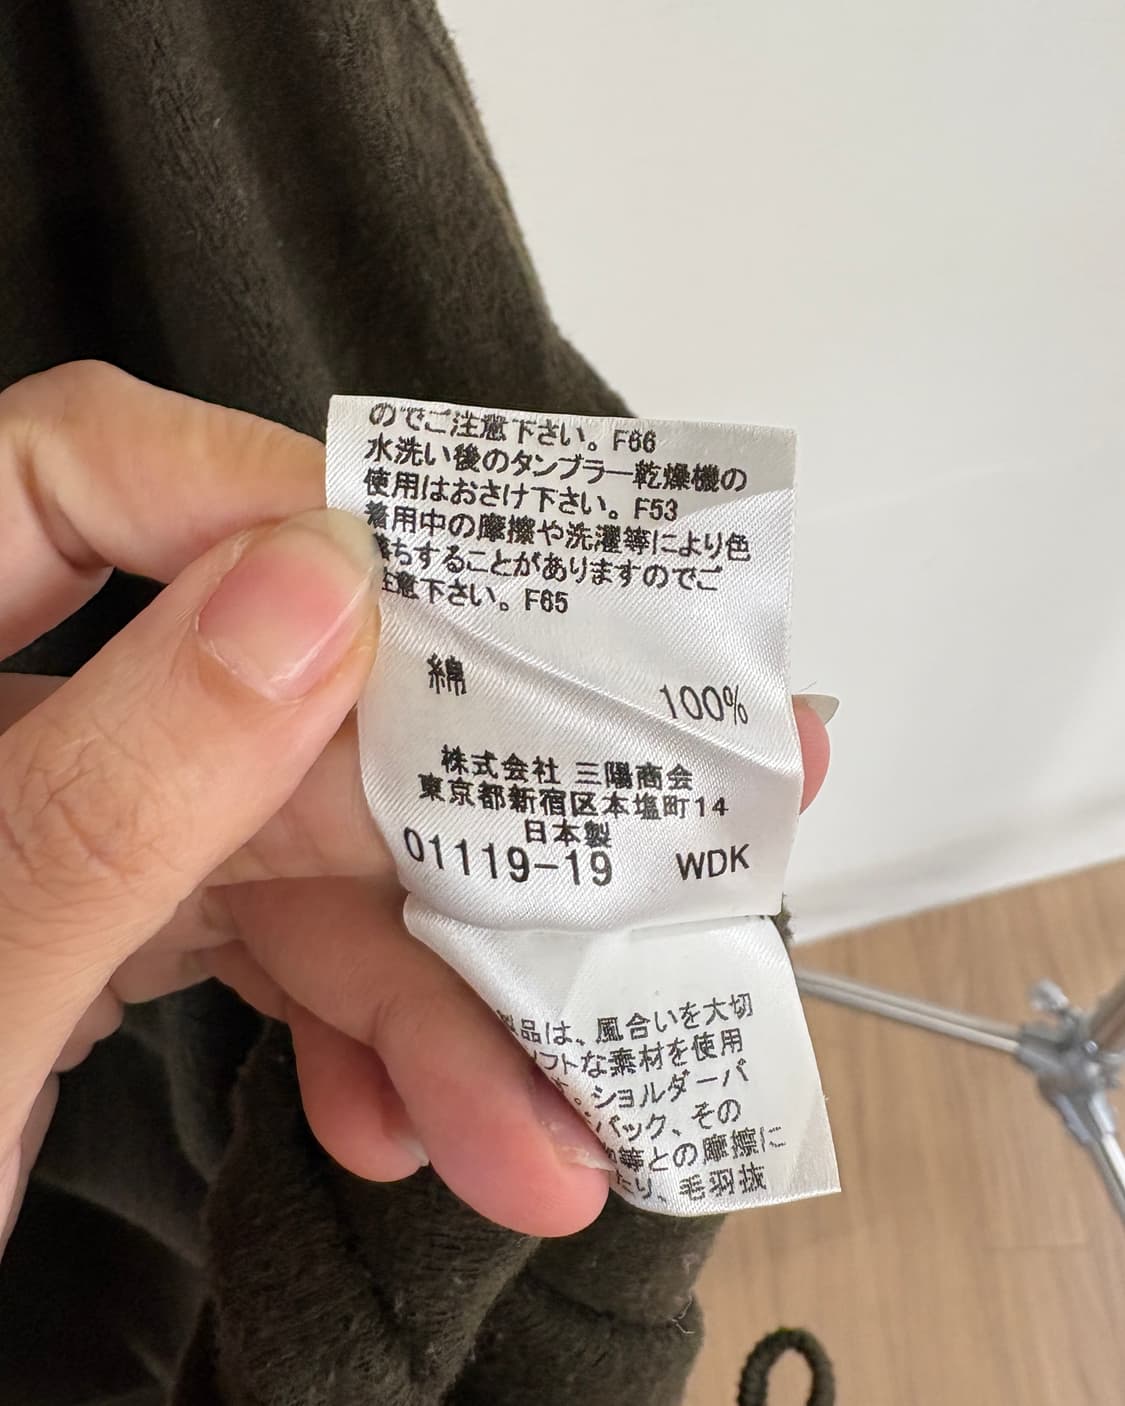 のでご注意下さい。F66
水洗い後のタンブラー乾燥機の
使用はおさけ下さい。F53
着用中の摩擦や洗濯等により色
落ちすることがありますのでご
注意下さい。F65
綿 100%
株式会社 三陽商会
東京都新宿区本塩町14
日本製
01119-19 WDK
製品は、風合いを大切
ソフトな素材を使用
。ショルダーバ
バック、その
物等との摩擦に
たり、毛羽抜